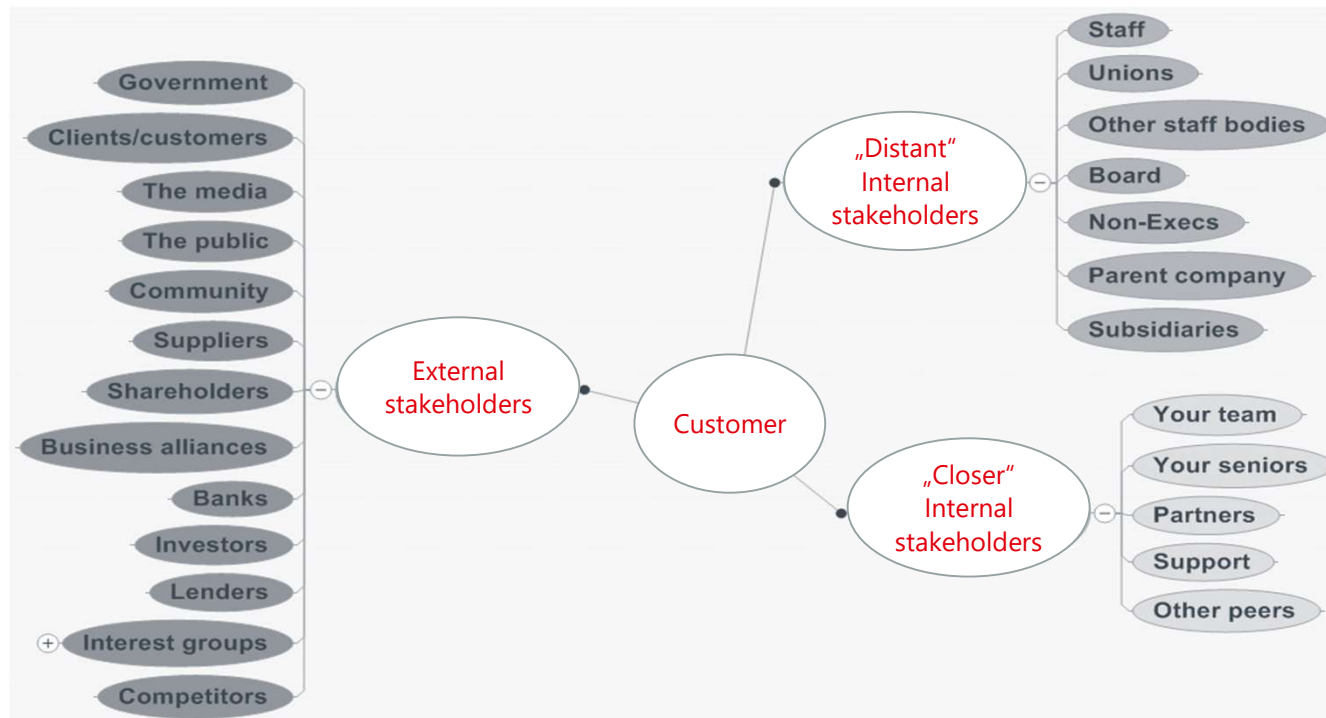 Government
Clients/customers
The media
The public
Community
Suppliers
Shareholders
Business alliances
Banks
Investors
Lenders
Interest groups
Competitors
External
stakeholders
Customer
„Distant“
Internal
stakeholders
Staff
Unions
Other staff bodies
Board
Non-Execs
Parent company
Subsidiaries
„Closer“
Internal
stakeholders
Your team
Your seniors
Partners
Support
Other peers